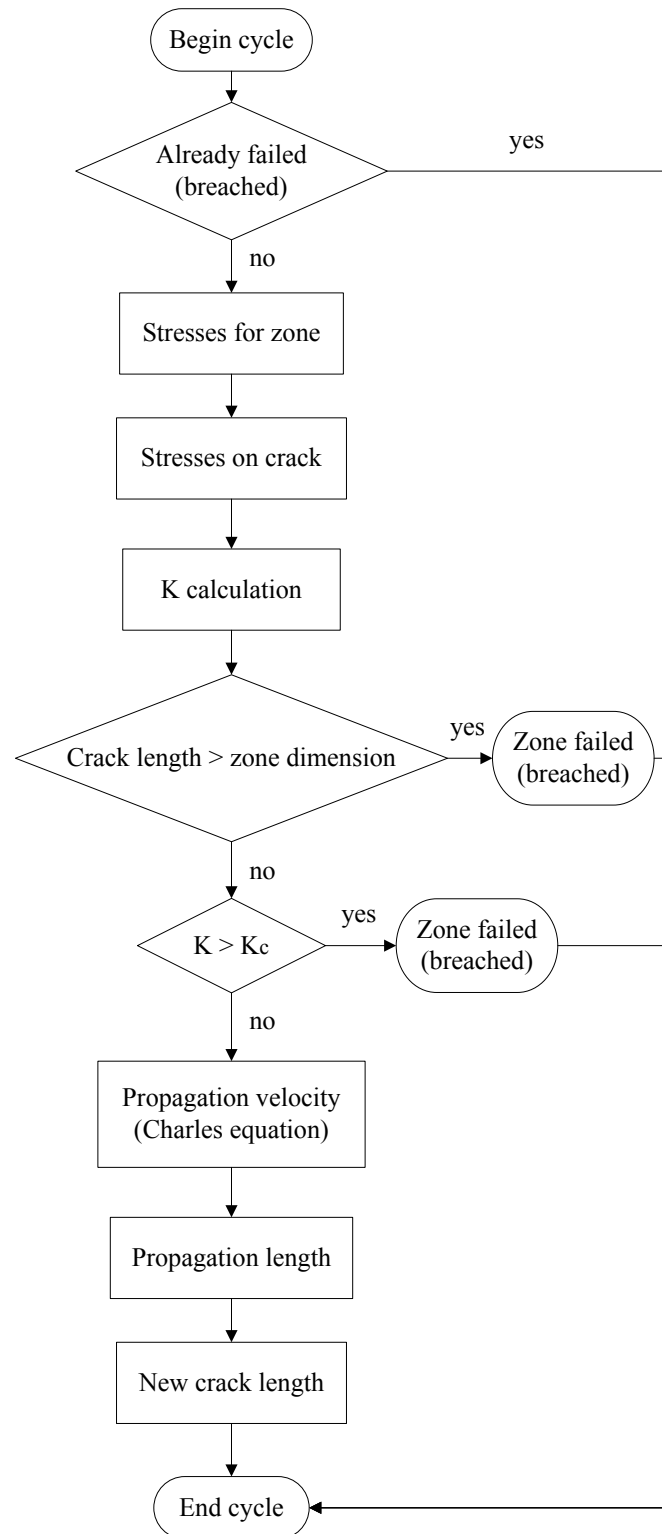 Begin cycle
Already failed
(breached)
yes
no
Stresses for zone
Stresses on crack
K calculation
Crack length > zone dimension
yes
Zone failed
(breached)
no
K > Kc
yes
Zone failed
(breached)
no
Propagation velocity
(Charles equation)
Propagation length
New crack length
End cycle